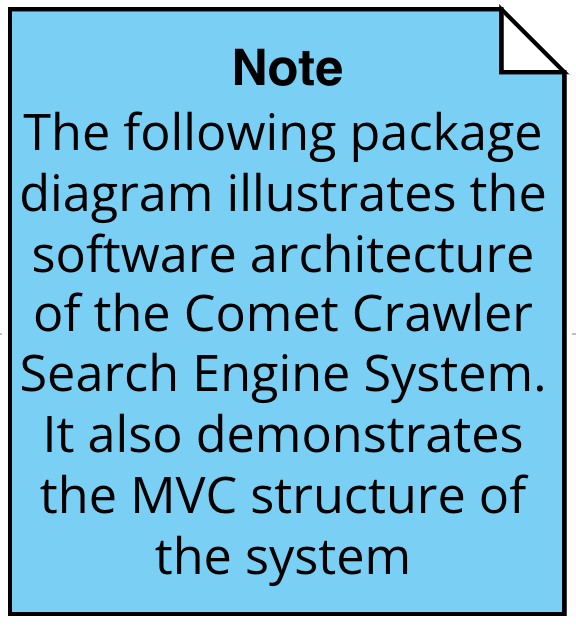 Note
The following package
diagram illustrates the
software architecture
of the Comet Crawler
Search Engine System.
It also demonstrates
the MVC structure of
the system